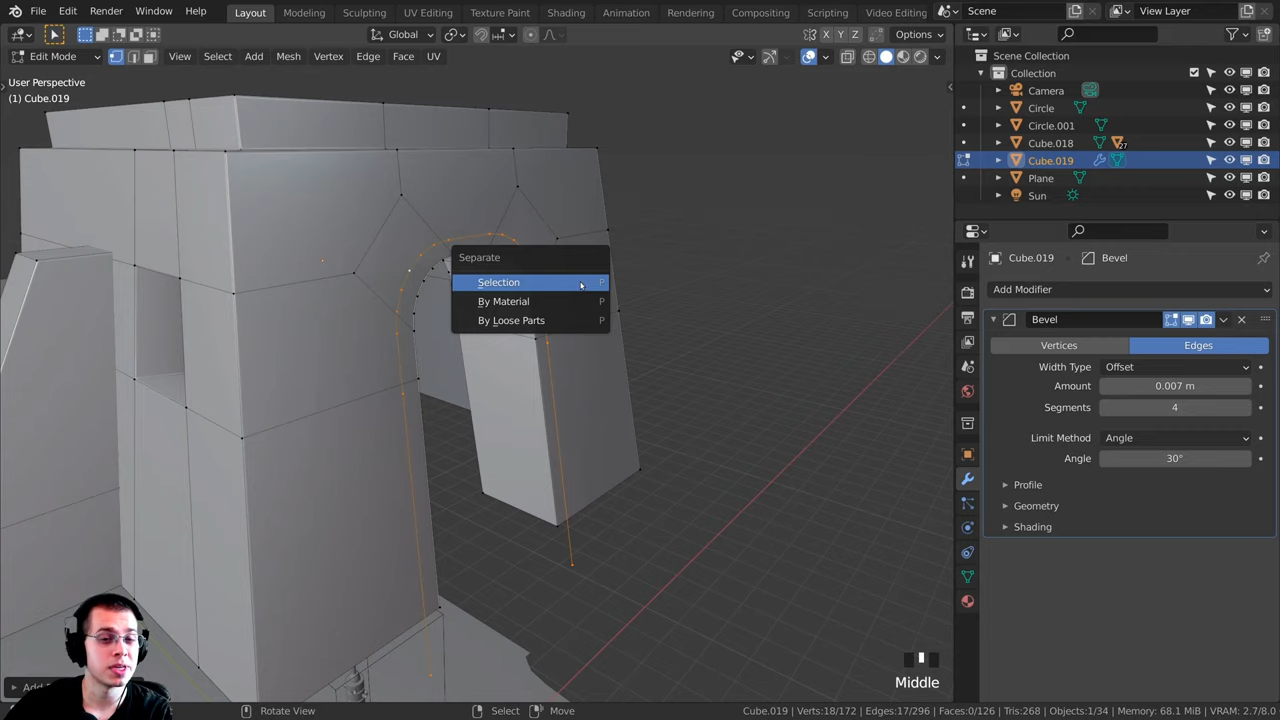 File Edit Render Window Help Layout Modeling Sculpting UV Editing Texture Paint Shading Animation Rendering Compositing Scripting Video Editing Scene View Layer
Global X Y Z Options
Edit Mode View Select Add Mesh Vertex Edge Face UV
User Perspective
(1) Cube.019
Scene Collection
Collection
Camera
Circle
Circle.001
Cube.018 27
Cube.019
Plane
Sun
Cube.019 Bevel
Add Modifier
Bevel
Vertices Edges
Width Type Offset
Amount 0.007 m
Segments 4
Limit Method Angle
Angle 30°
Profile
Geometry
Shading
Separate
Selection P
By Material P
By Loose Parts P
Middle
Rotate View Select Move Cube.019 | Verts:18/172 | Edges:17/296 | Faces:0/126 | Tris:268 | Objects:1/34 | Memory: 68.1 MiB | VRAM: 2.7/8.0